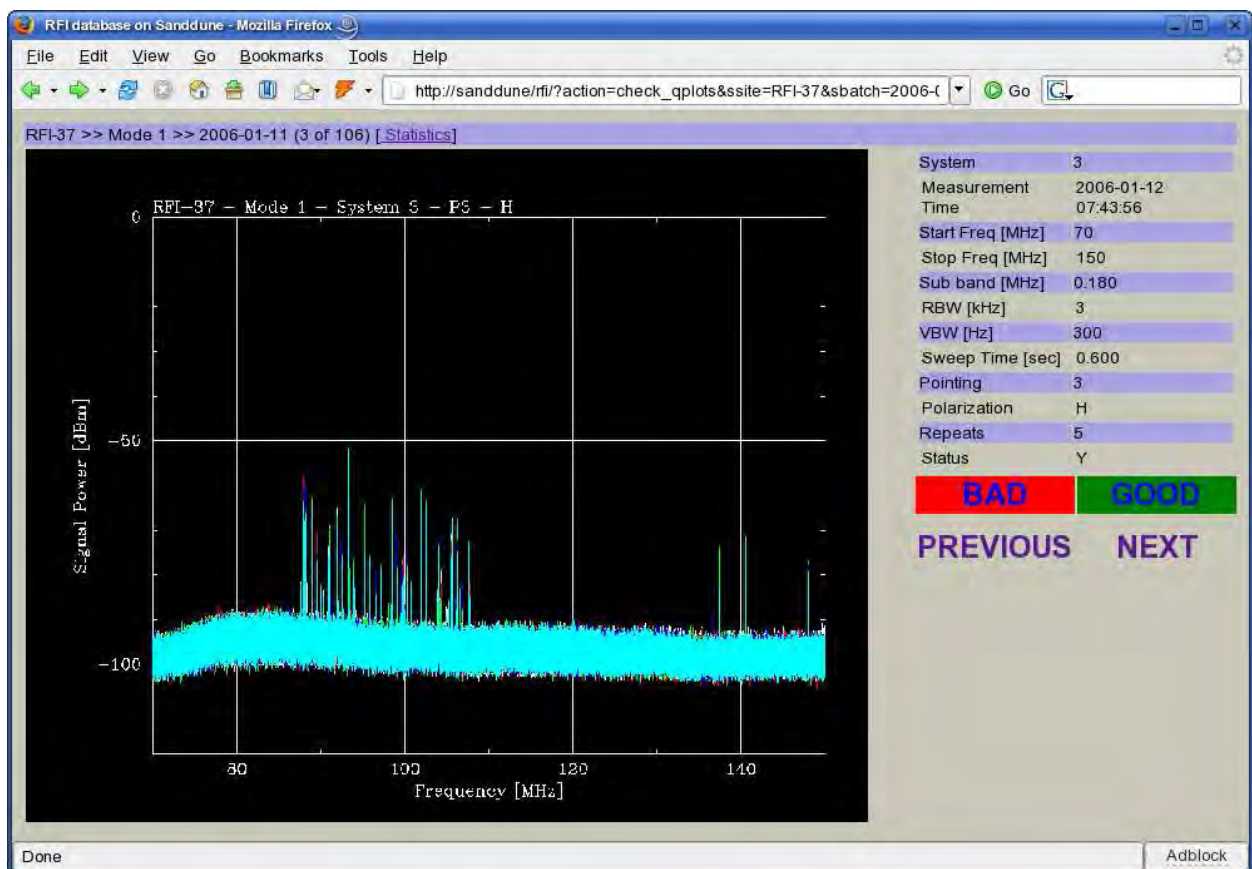 RFI database on Sanddune - Mozilla Firefox
File Edit View Go Bookmarks Tools Help
http://sanddune/rfi/?action=check_qplots&ssite=RFI-37&sbatch=2006-( Go G
RFI-37 >> Mode 1 >> 2006-01-11 (3 of 106) [ Statistics]
RFI-37 - Mode 1 - System 3 - P3 - H
0
-50
-100
Signal Power [dBm]
80 100 120 140
Frequency [MHz]
System 3
Measurement Time 2006-01-12 07:43:56
Start Freq [MHz] 70
Stop Freq [MHz] 150
Sub band [MHz] 0.180
RBW [kHz] 3
VBW [Hz] 300
Sweep Time [sec] 0.600
Pointing 3
Polarization H
Repeats 5
Status Y
BAD GOOD
PREVIOUS NEXT
Done Adblock